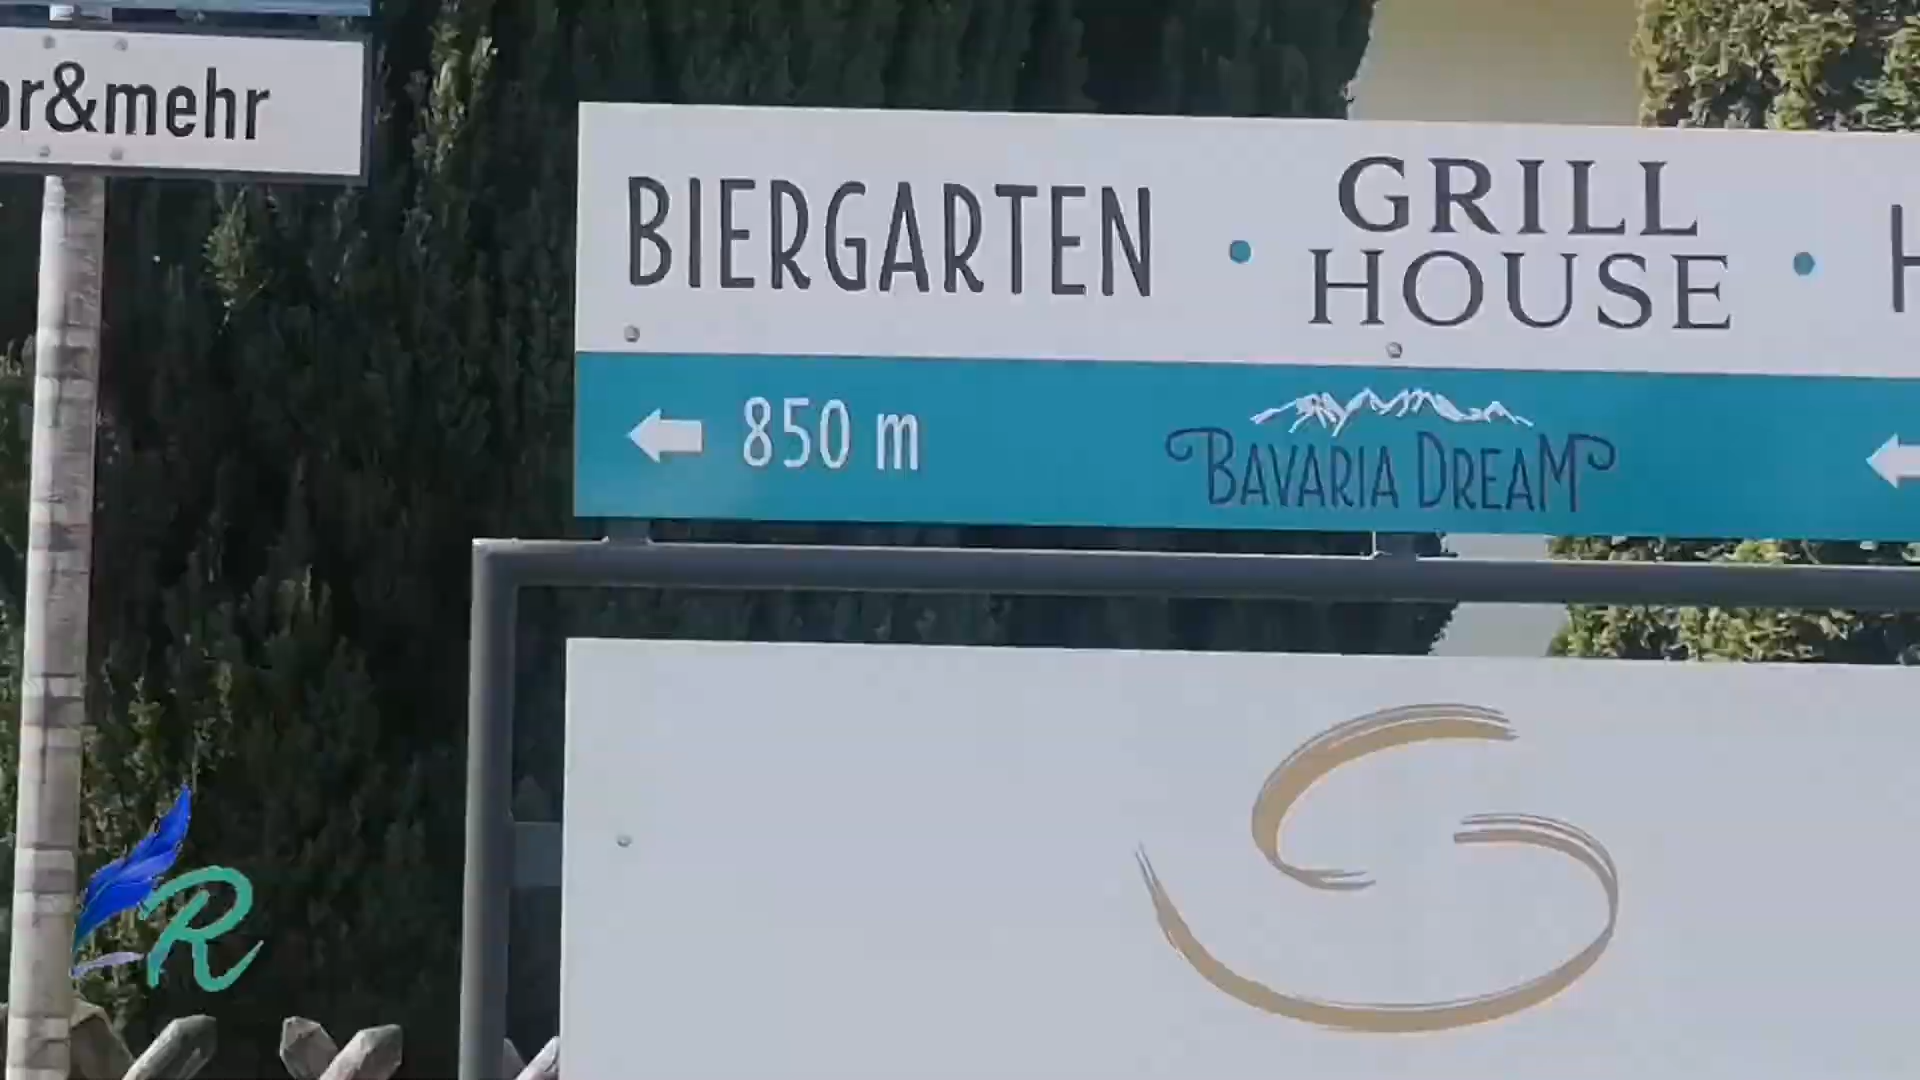 &mehr
BIERGARTEN • GRILL HOUSE •
← 850 m
BAVARIA DREAM
R